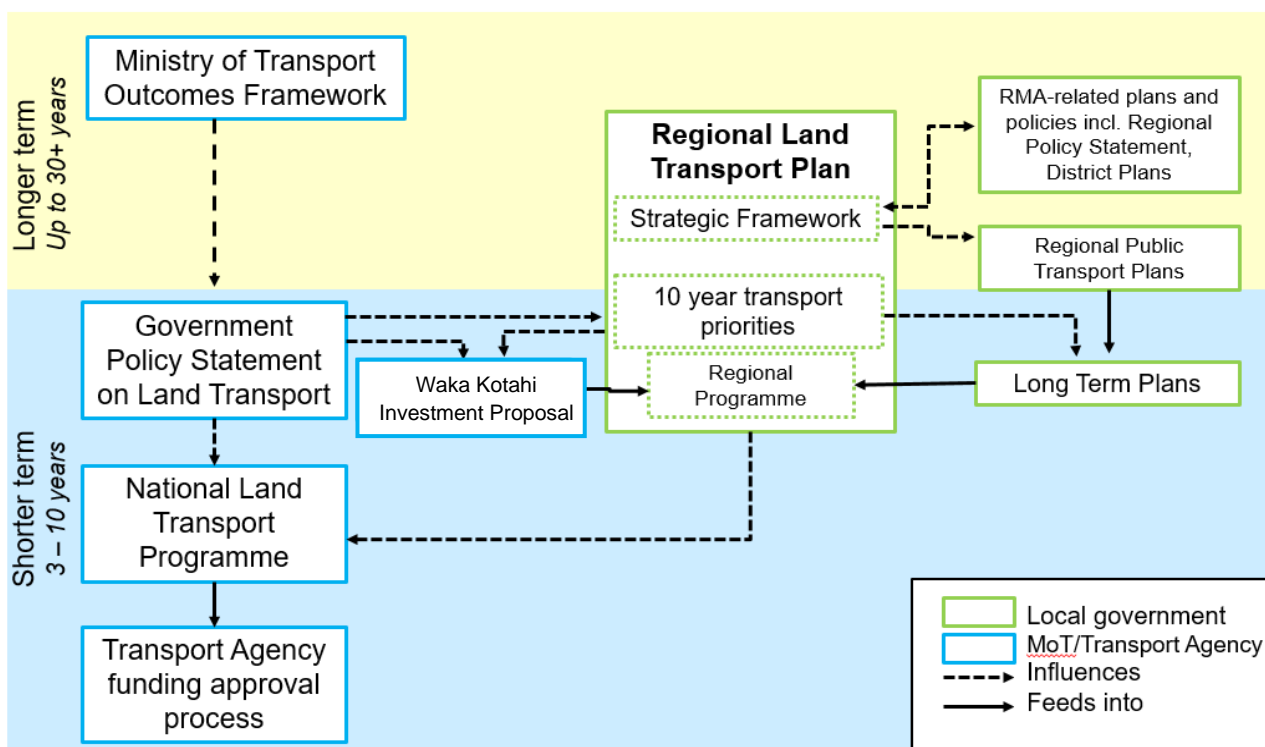 Longer term
Up to 30+ years
Ministry of Transport
Outcomes Framework
Regional Land
Transport Plan
Strategic Framework
10 year transport
priorities
Regional
Programme
RMA-related plans and
policies incl. Regional
Policy Statement,
District Plans
Regional Public
Transport Plans
Long Term Plans
Shorter term
3 – 10 years
Government
Policy Statement
on Land Transport
Waka Kotahi
Investment Proposal
National Land
Transport
Programme
Transport Agency
funding approval
process
Local government
MoT/Transport Agency
Influences
Feeds into